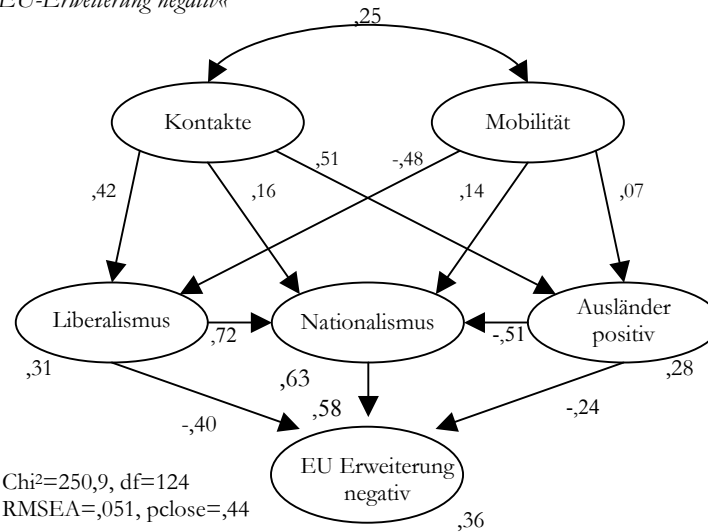 EU-Erweiterung negativ«
,25
Kontakte
Mobilität
,51
-,48
,42
,16
,14
,07
Liberalismus
Nationalismus
Ausländer
positiv
,72
-,51
,31
,28
,63
,58
-,40
-,24
EU Erweiterung
negativ
Chi²=250,9, df=124
RMSEA=,051, pclose=,44
,36